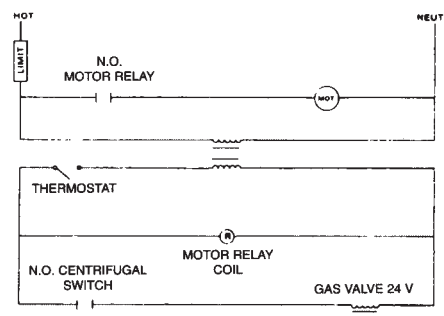 HOT
NEUT
LIMIT
N.O.
MOTOR RELAY
MOT
THERMOSTAT
R
MOTOR RELAY
COIL
N.O. CENTRIFUGAL
SWITCH
GAS VALVE 24 V